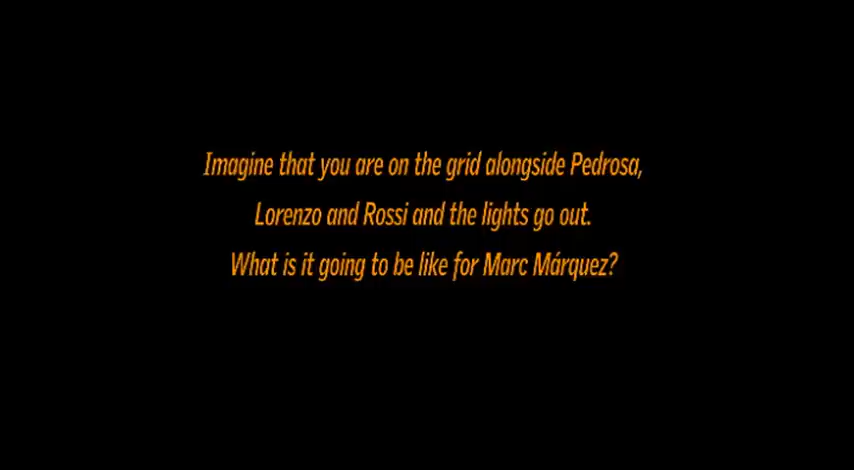 Imagine that you are on the grid alongside Pedrosa,
Lorenzo and Rossi and the lights go out.
What is it going to be like for Marc Márquez?